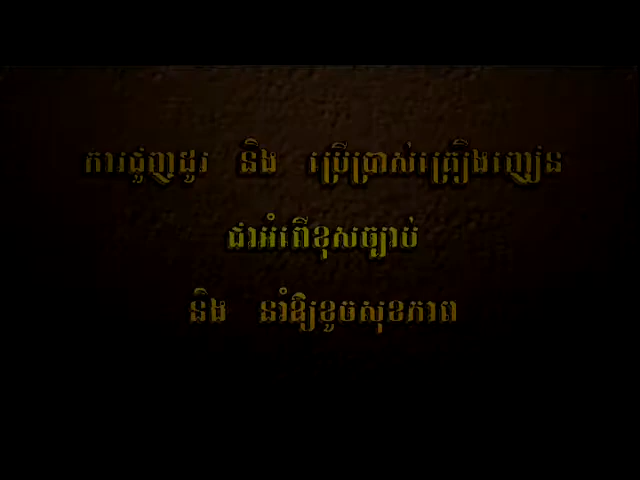 ការជួញដូរ និង ប្រើប្រាស់គ្រឿងញៀន
ជាអំពើខុសច្បាប់
និង នាំឱ្យខូចសុខភាព